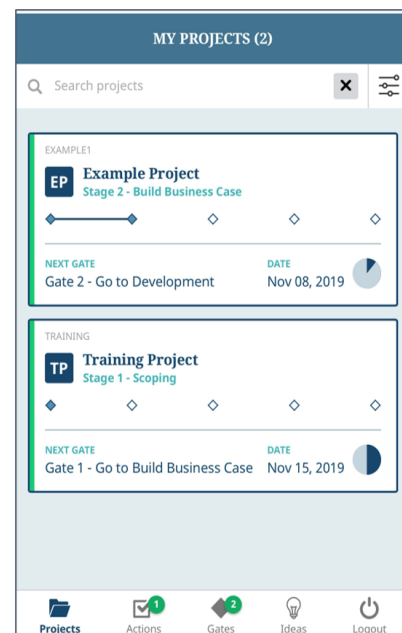 MY PROJECTS (2)
Search projects
EXAMPLE1
EP
Example Project
Stage 2 - Build Business Case
NEXT GATE
DATE
Gate 2 - Go to Development
Nov 08, 2019
TRAINING
TP
Training Project
Stage 1 - Scoping
NEXT GATE
DATE
Gate 1 - Go to Build Business Case
Nov 15, 2019
1
2
Projects
Actions
Gates
Ideas
Logout